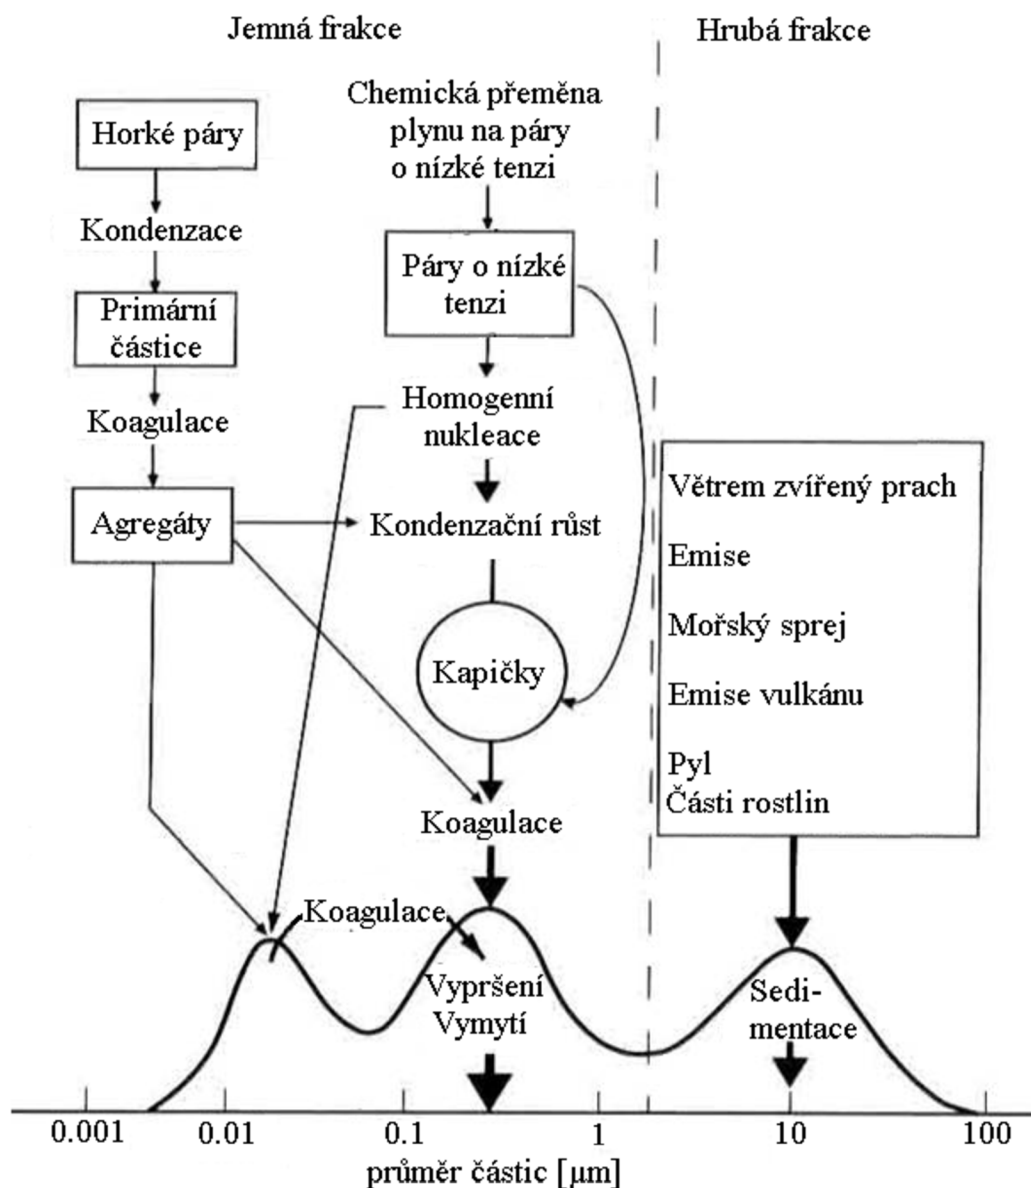 Jemná frakce
Hrubá frakce
Horké páry
Kondenzace
Primární
částice
Koagulace
Agregáty
Chemická přeměna
plynu na páry
o nízké tenzi
Páry o nízké
tenzi
Homogenní
nukleace
Kondenzační růst
Kapičky
Koagulace
Koagulace
Vypršení
Vymytí
Větrem zvířený prach
Emise
Mořský sprej
Emise vulkánu
Pyl
Části rostlin
Sedi-
mentace
0.001 0.01 0.1 1 10 100
průměr částic [µm]